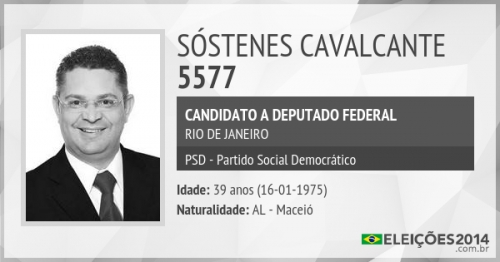 SÓSTENES CAVALCANTE
5577
CANDIDATO A DEPUTADO FEDERAL
RIO DE JANEIRO
PSD - Partido Social Democrático
Idade: 39 anos (16-01-1975)
Naturalidade: AL - Maceió
ELEIÇÕES2014
.com.br